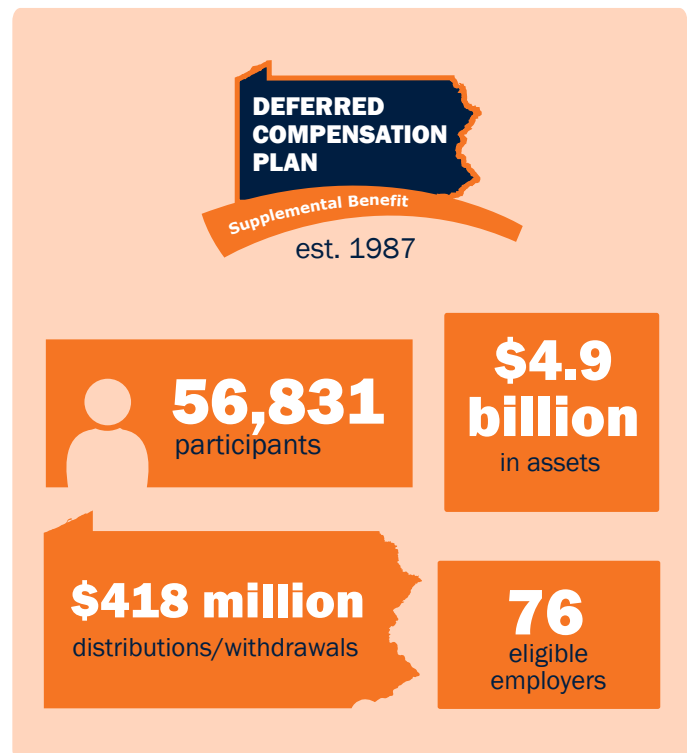 DEFERRED
COMPENSATION
PLAN
Supplemental Benefit
est. 1987
56,831
participants
$4.9
billion
in assets
$418 million
distributions/withdrawals
76
eligible
employers